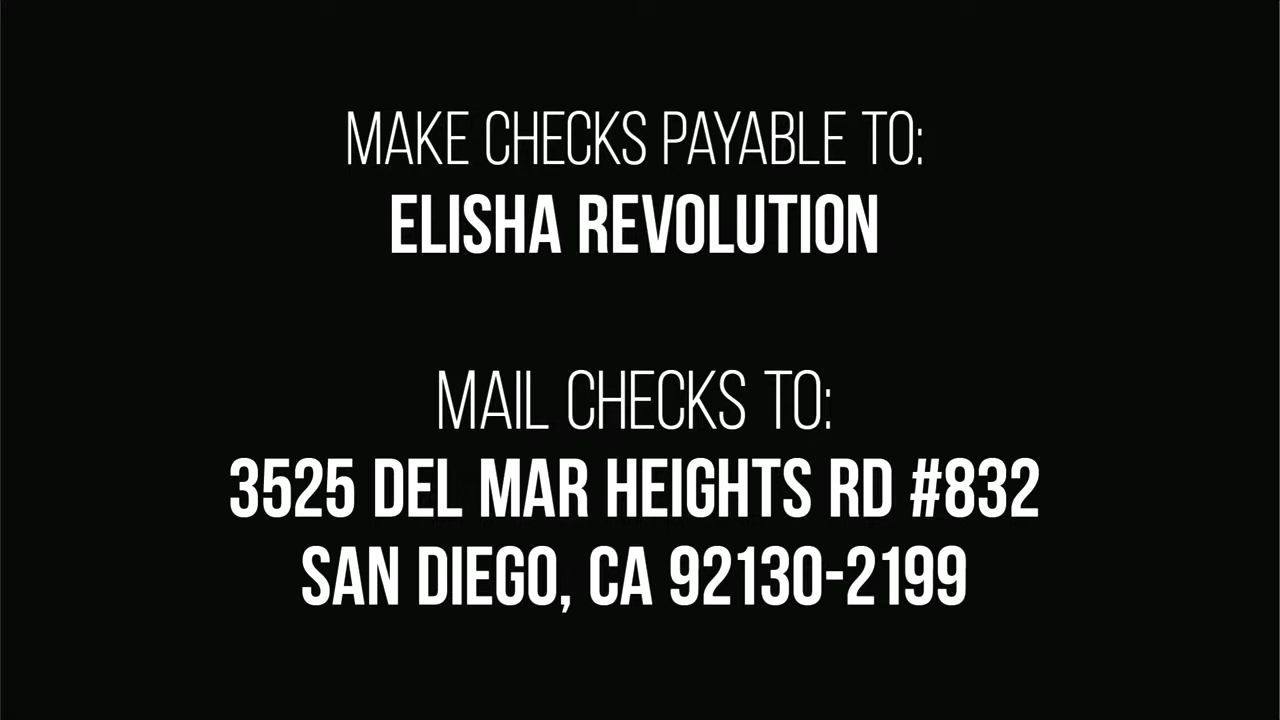 MAKE CHECKS PAYABLE TO:
ELISHA REVOLUTION
MAIL CHECKS TO:
3525 DEL MAR HEIGHTS RD #832
SAN DIEGO, CA 92130-2199